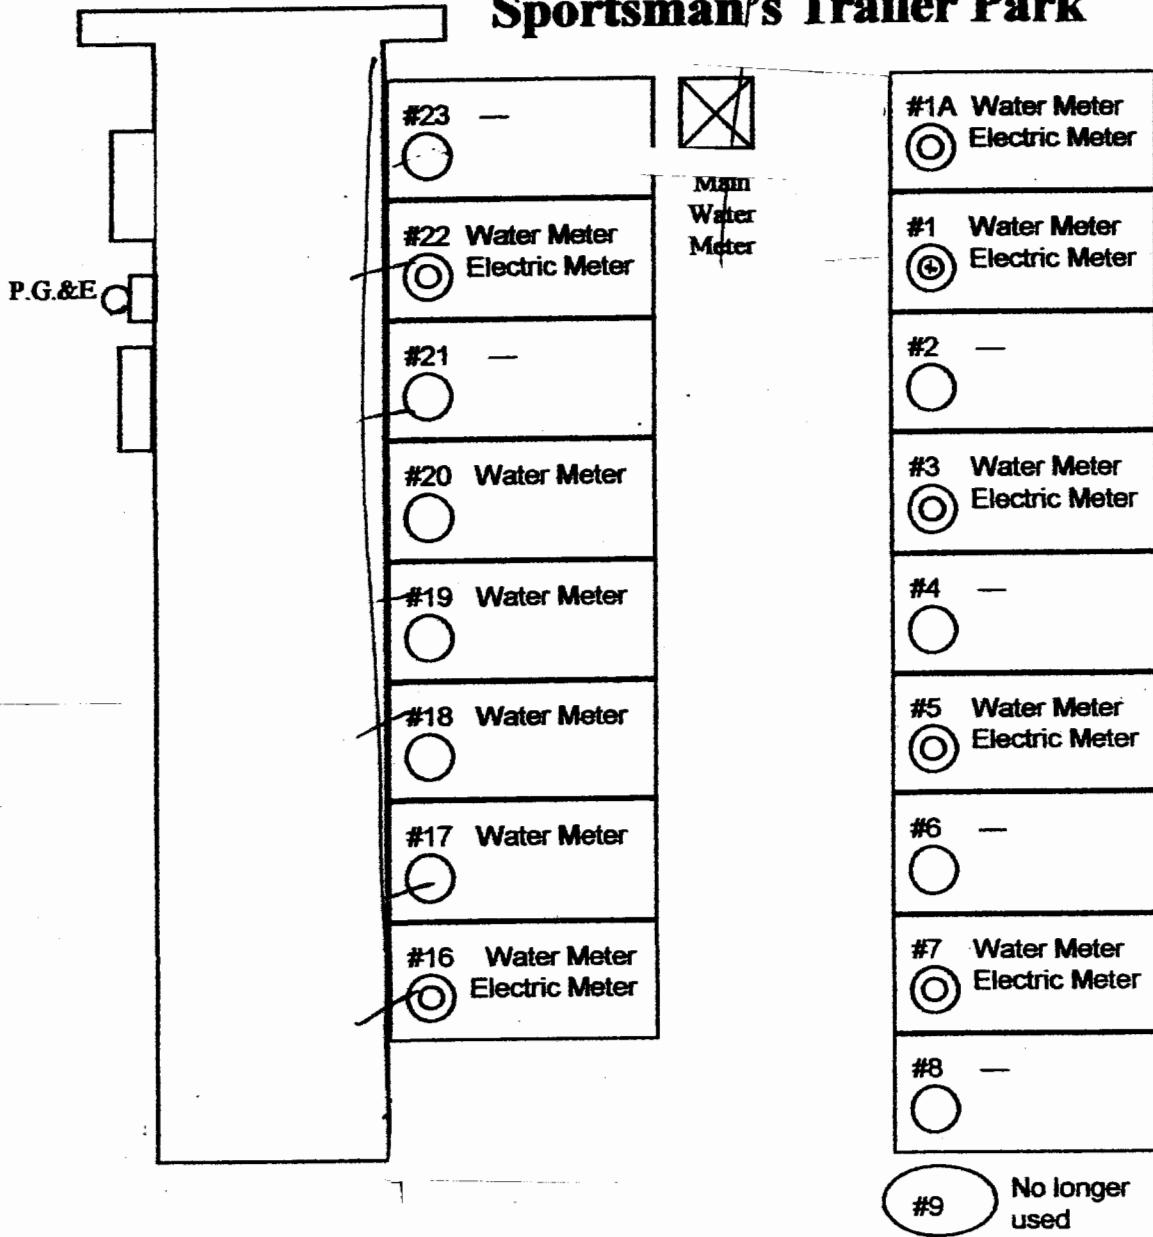 Sportsman's Trailer Park
P.G.&E
#23 —
#22 Water Meter
Electric Meter
#21 —
#20 Water Meter
#19 Water Meter
#18 Water Meter
#17 Water Meter
#16 Water Meter
Electric Meter
Main
Water
Meter
#1A Water Meter
Electric Meter
#1 Water Meter
Electric Meter
#2 —
#3 Water Meter
Electric Meter
#4 —
#5 Water Meter
Electric Meter
#6 —
#7 Water Meter
Electric Meter
#8 —
#9 No longer
used